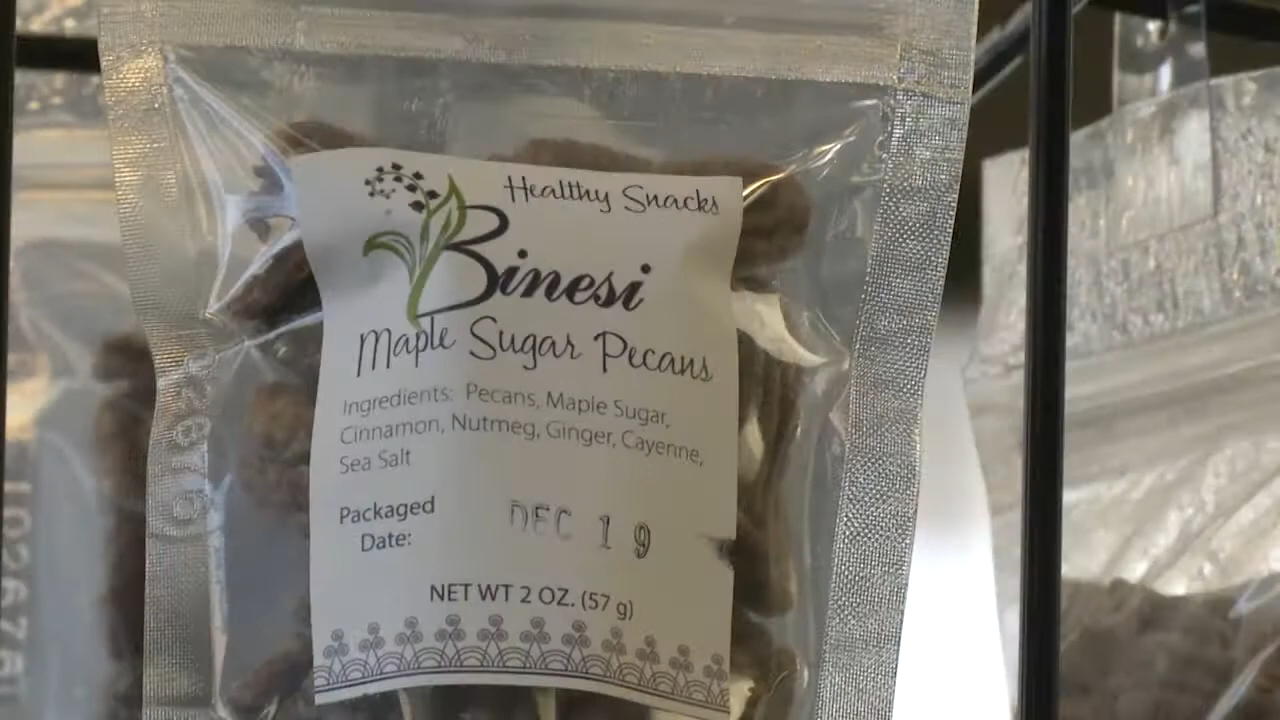 Healthy Snacks
Binesi
Maple Sugar Pecans
Ingredients: Pecans, Maple Sugar,
Cinnamon, Nutmeg, Ginger, Cayenne,
Sea Salt
Packaged
Date:
DEC 19
NET WT 2 OZ. (57 g)